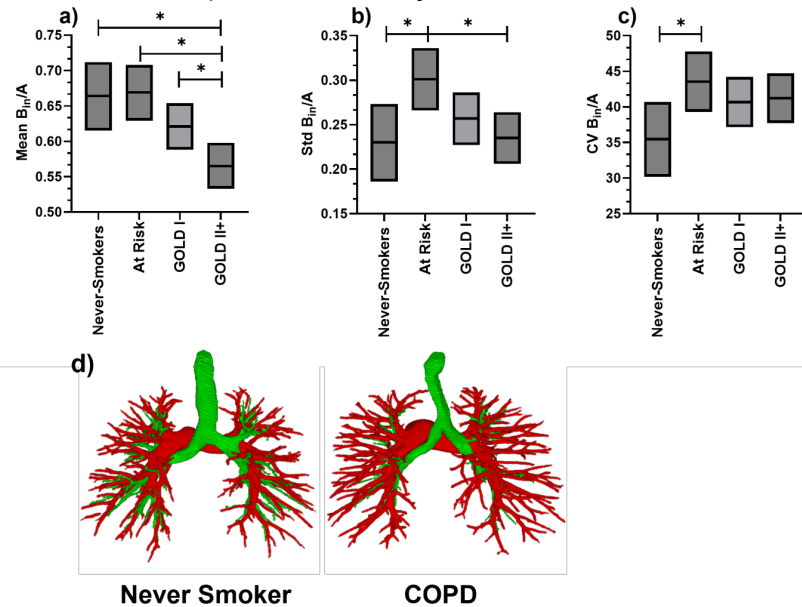 a)
*
*
*
Mean Bin/A
0.75
0.70
0.65
0.60
0.55
0.50
Never-Smokers
At Risk
GOLD I
GOLD II+
b)
*
*
Std Bin/A
0.35
0.30
0.25
0.20
0.15
Never-Smokers
At Risk
GOLD I
GOLD II+
c)
*
CV Bin/A
50
45
40
35
30
25
Never-Smokers
At Risk
GOLD I
GOLD II+
d)
Never Smoker
COPD